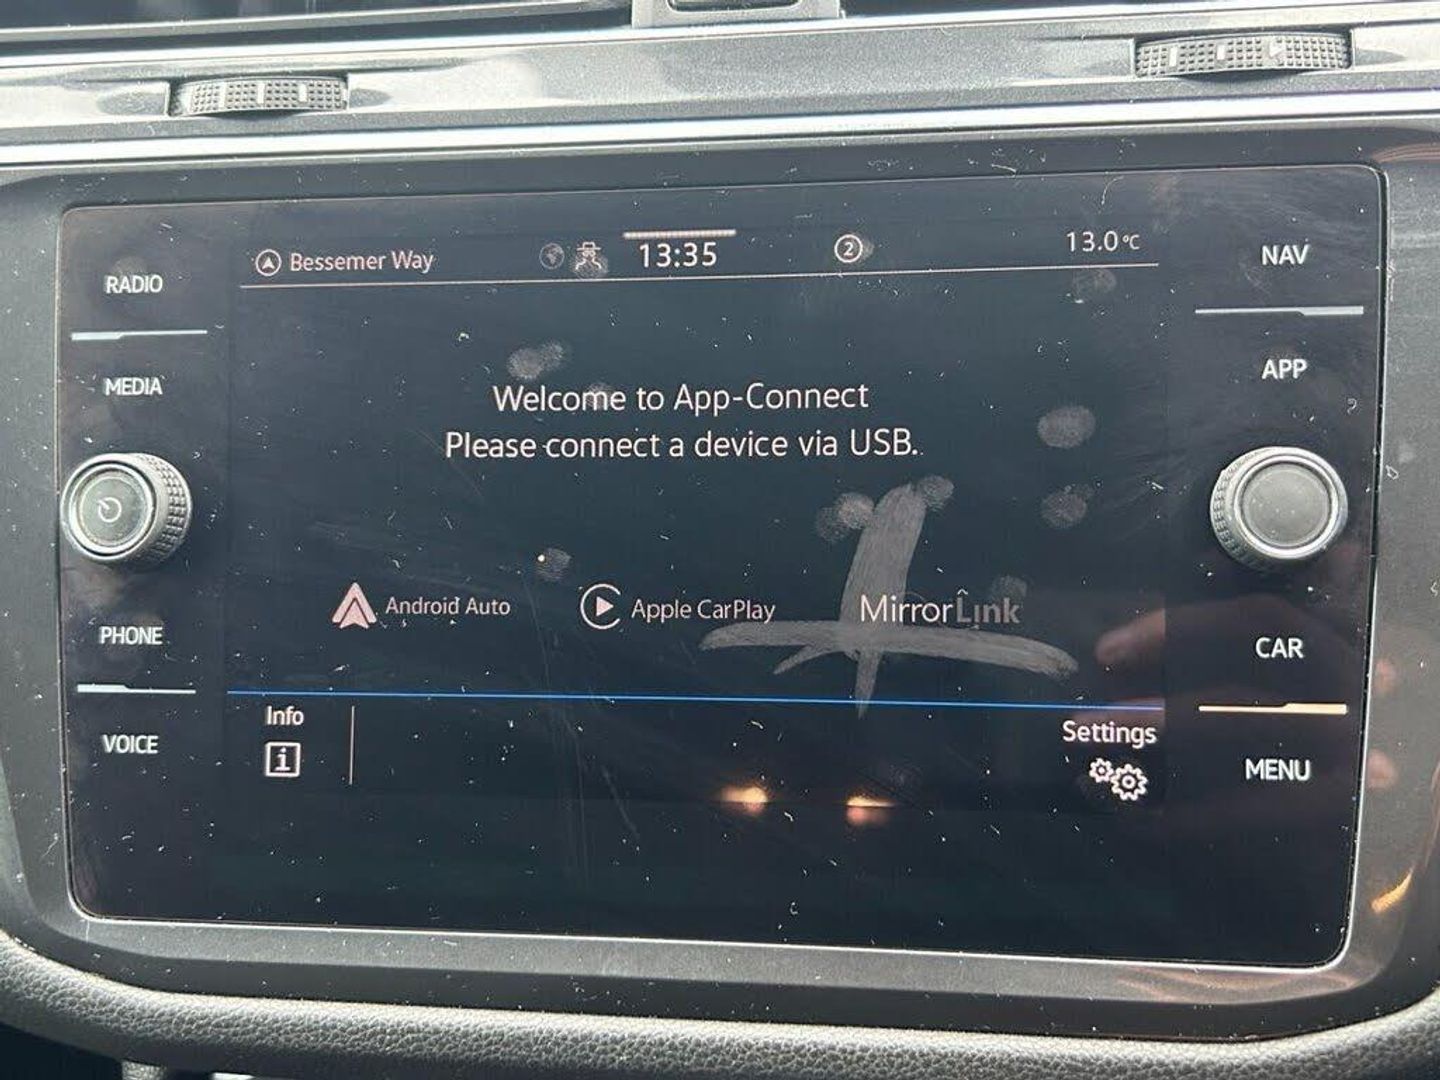 Bessemer Way 13:35 2 13.0°C
RADIO
MEDIA
PHONE
VOICE
Welcome to App-Connect
Please connect a device via USB.
Android Auto Apple CarPlay MirrorLink
Info
i
Settings
NAV
APP
CAR
MENU